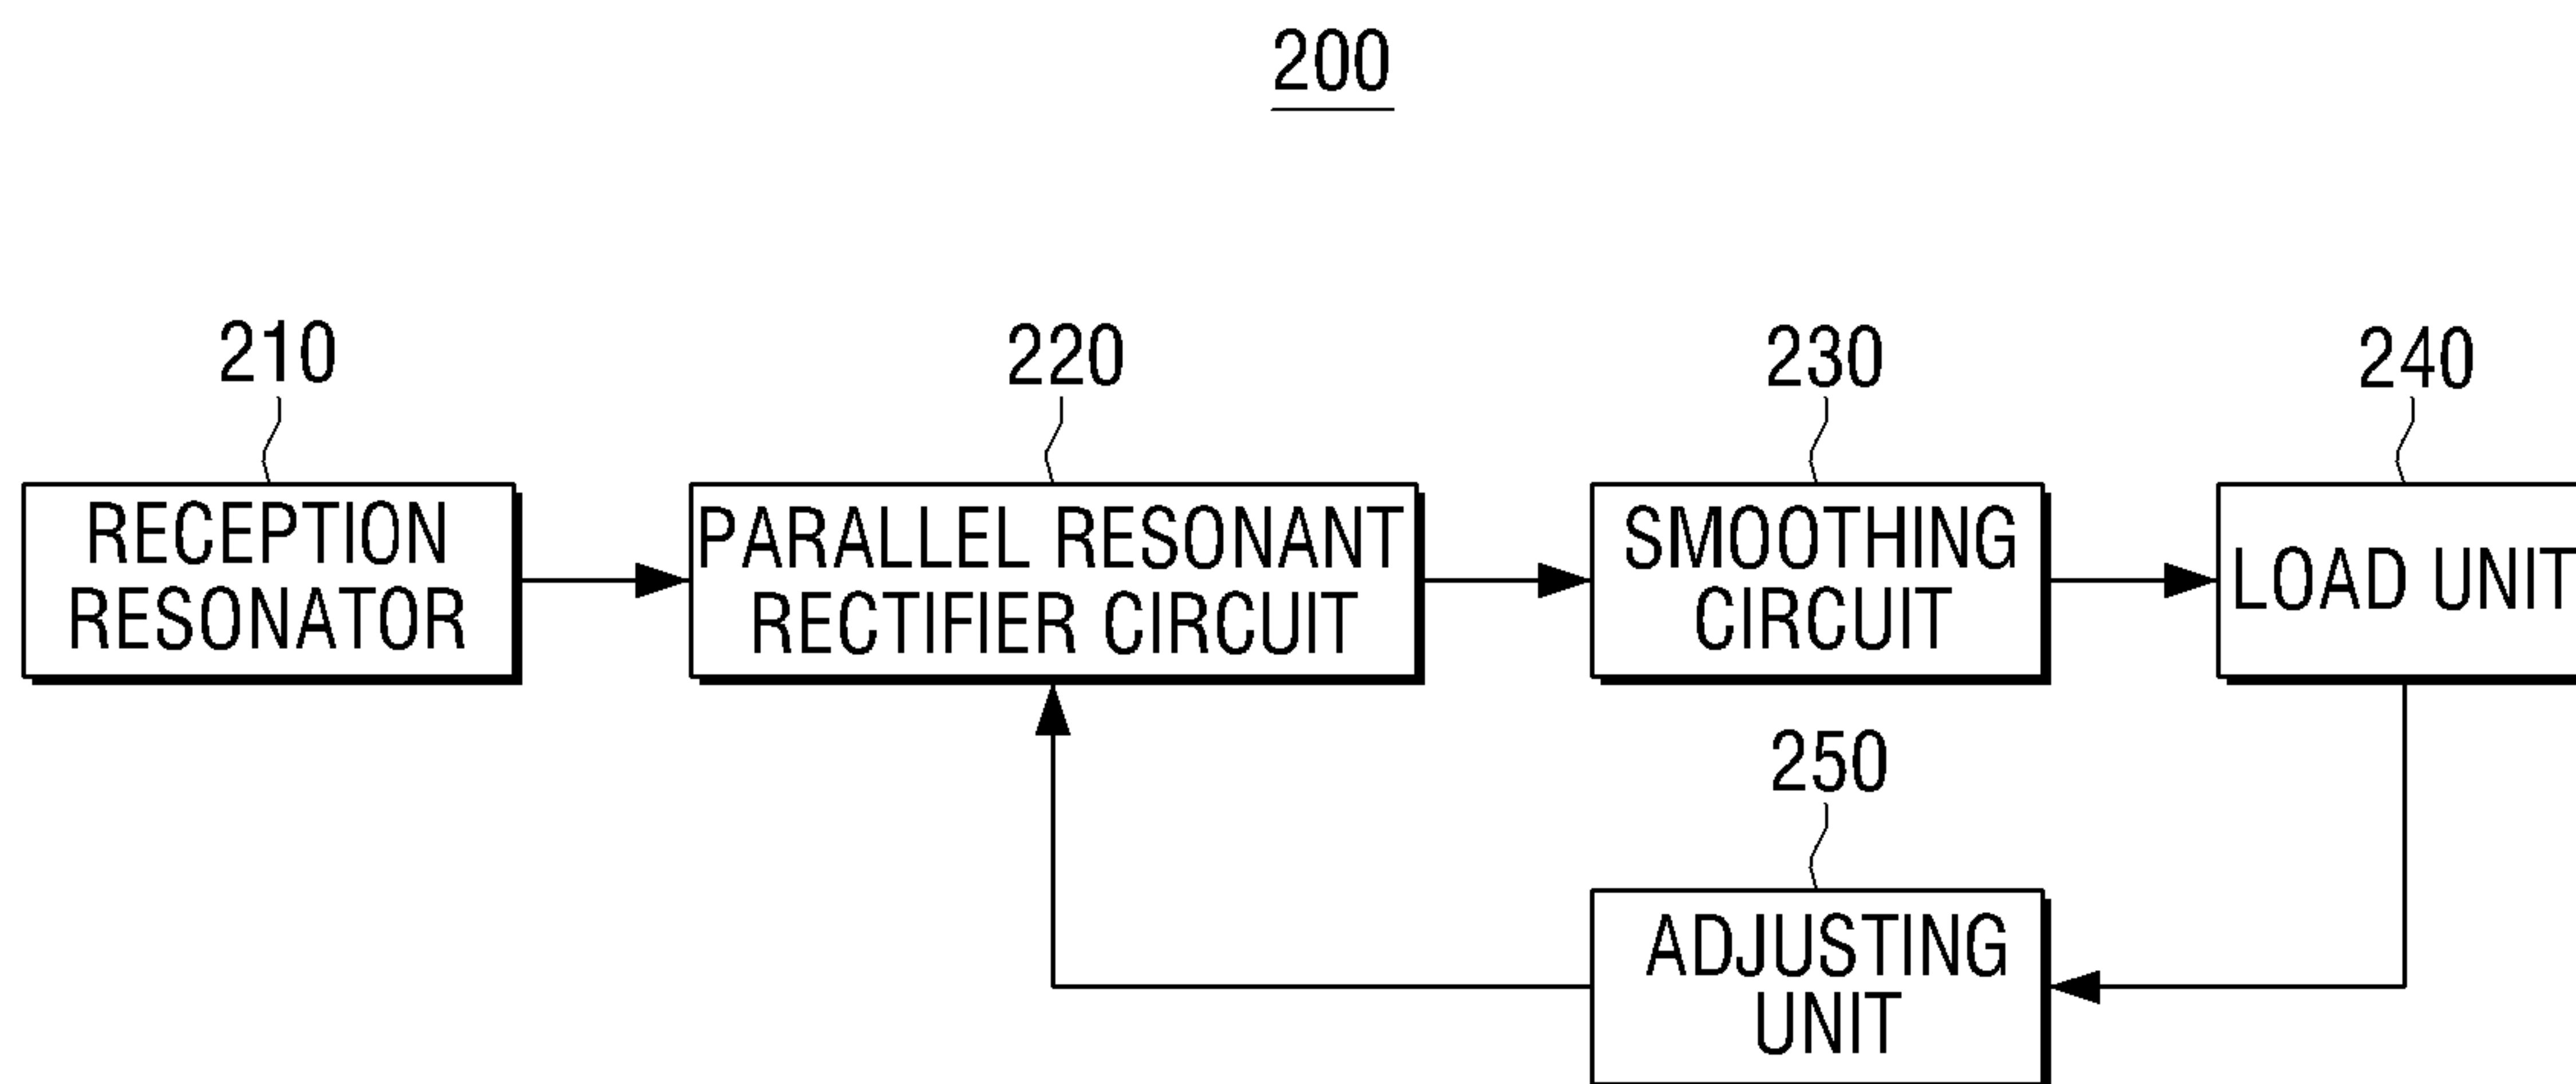 200
210
220
230
240
RECEPTION
RESONATOR
PARALLEL RESONANT
RECTIFIER CIRCUIT
SMOOTHING
CIRCUIT
LOAD UNIT
250
ADJUSTING
UNIT